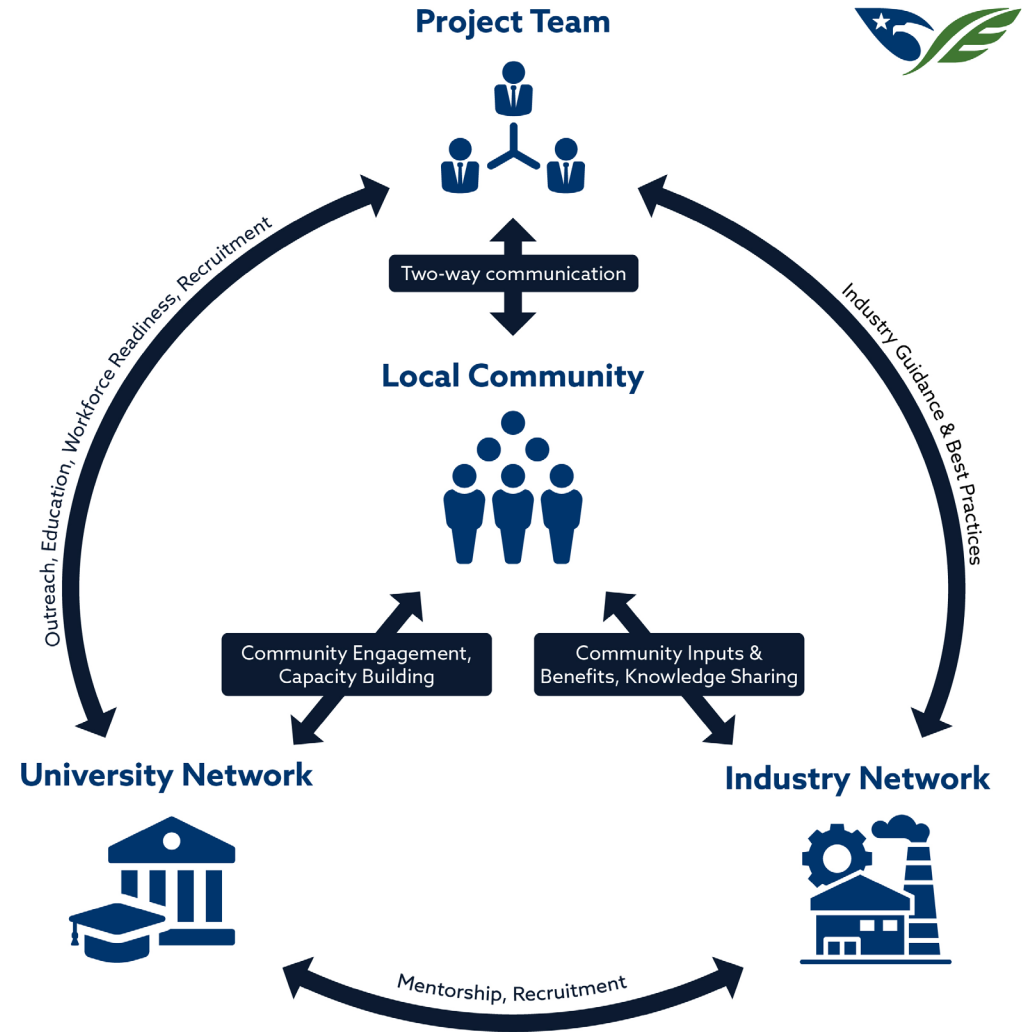 Project Team
Outreach, Education, Workforce Readiness, Recruitment
Two-way communication
Industry Guidance & Best Practices
Local Community
Community Engagement,
Capacity Building
Community Inputs &
Benefits, Knowledge Sharing
University Network
Industry Network
Mentorship, Recruitment